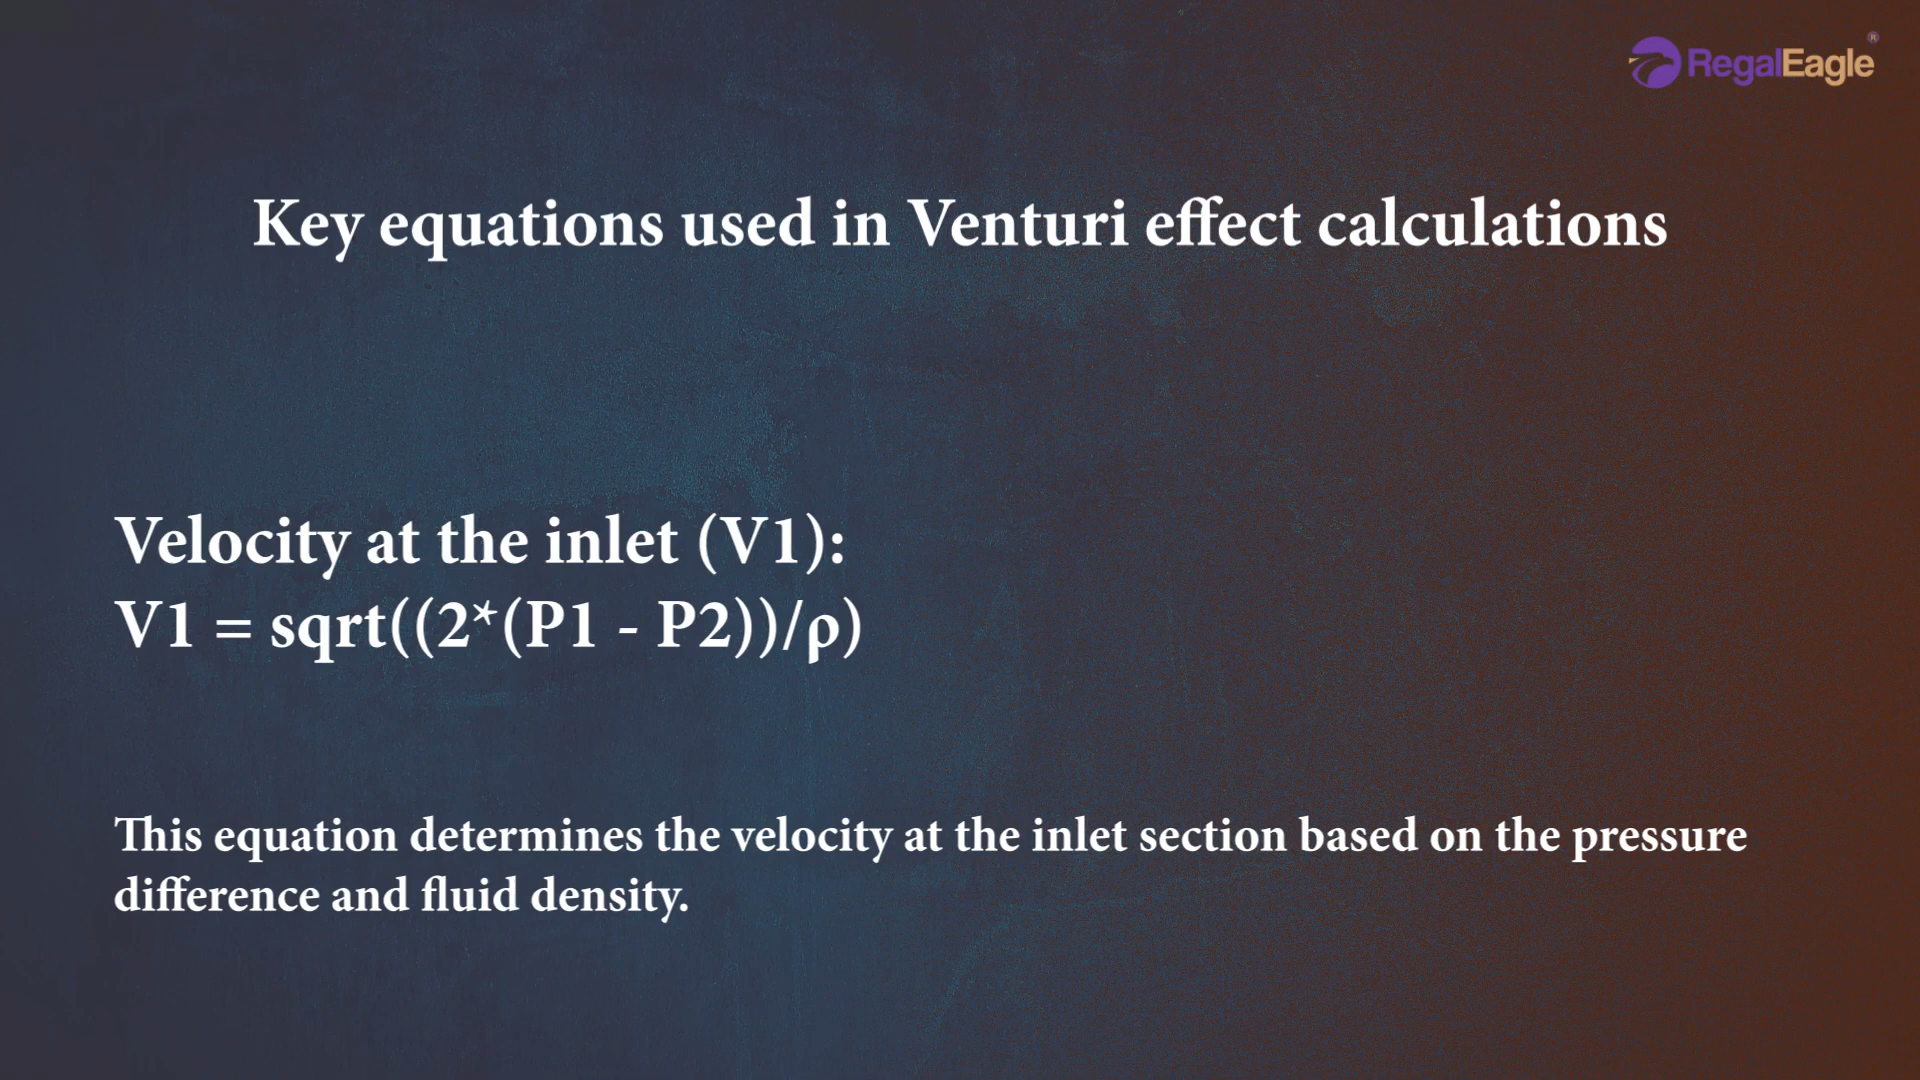 RegalEagle®
Key equations used in Venturi effect calculations
Velocity at the inlet (V1):
V1 = sqrt((2*(P1 - P2))/ρ)
This equation determines the velocity at the inlet section based on the pressure
difference and fluid density.